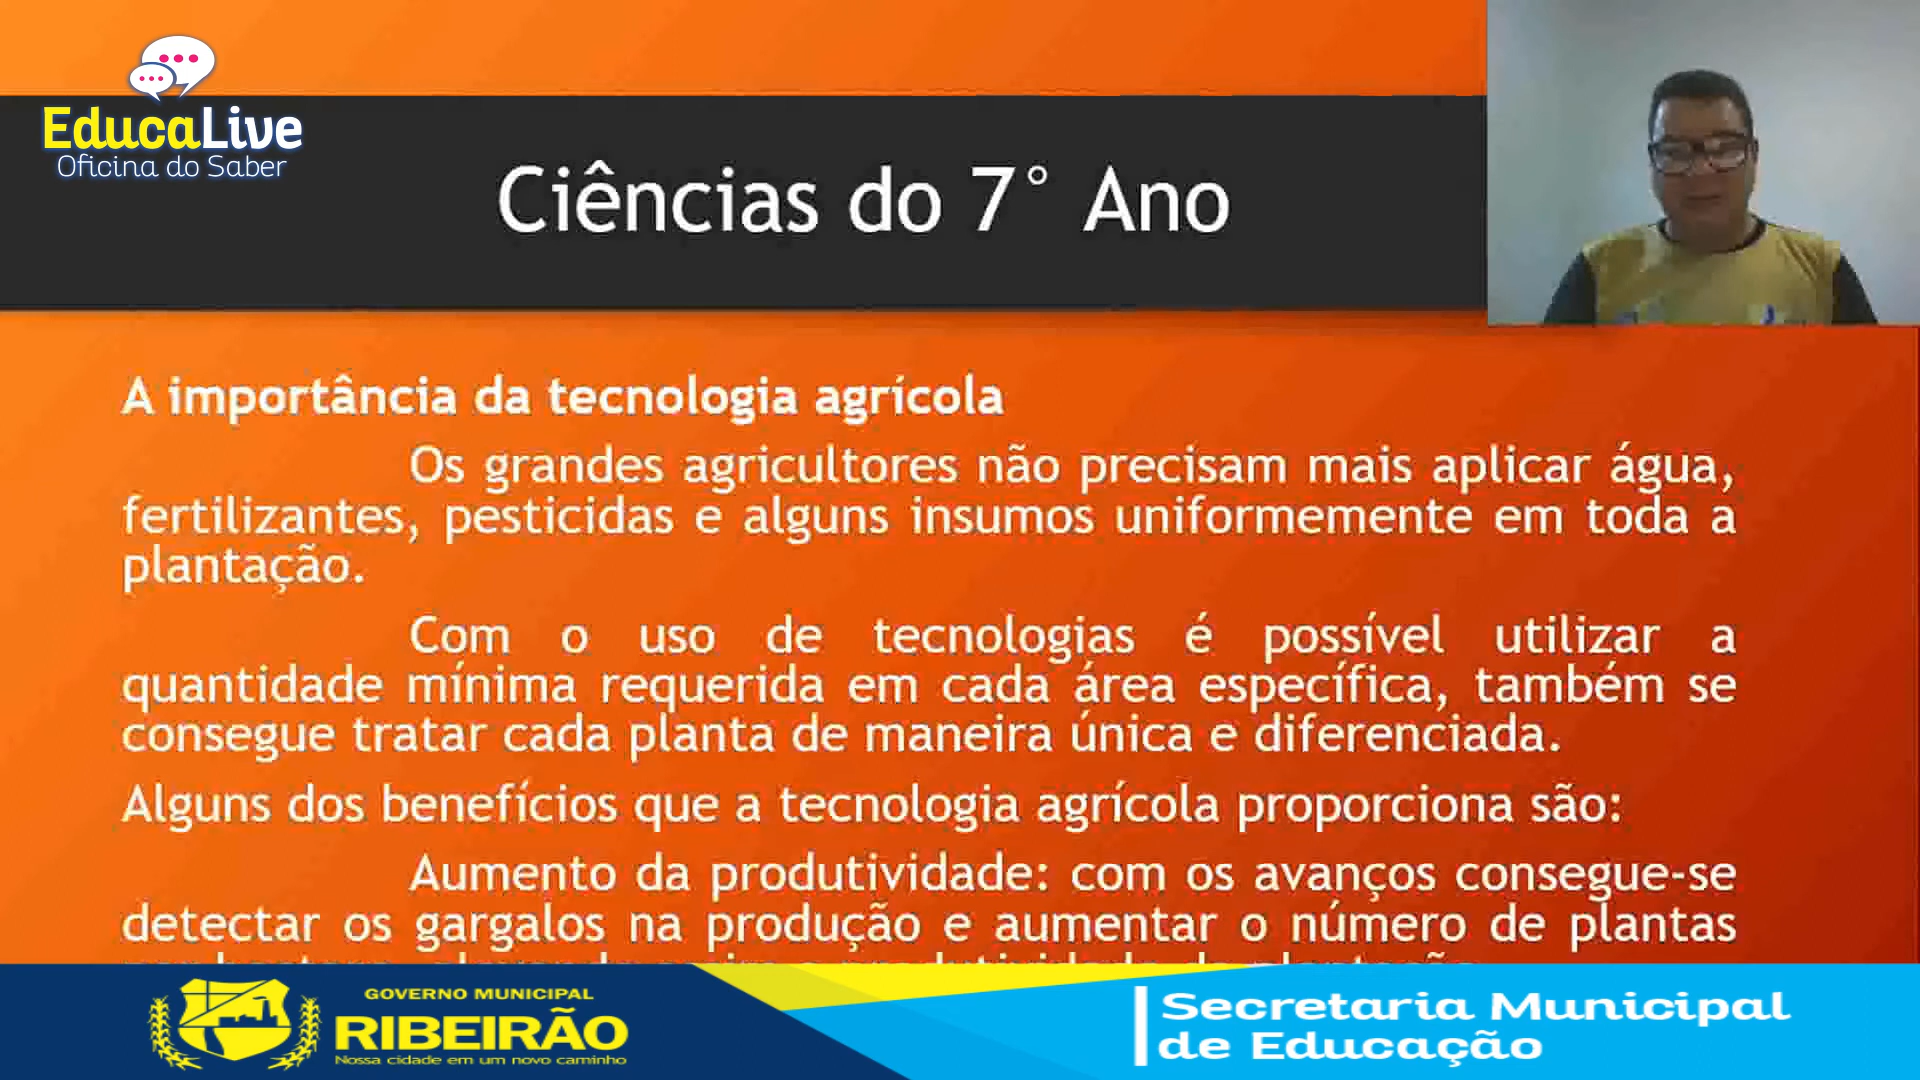 EducaLive
Oficina do Saber
Ciências do 7° Ano
A importância da tecnologia agrícola
Os grandes agricultores não precisam mais aplicar água,
fertilizantes, pesticidas e alguns insumos uniformemente em toda a
plantação.
Com o uso de tecnologias é possível utilizar a
quantidade mínima requerida em cada área específica, também se
consegue tratar cada planta de maneira única e diferenciada.
Alguns dos benefícios que a tecnologia agrícola proporciona são:
Aumento da produtividade: com os avanços consegue-se
detectar os gargalos na produção e aumentar o número de plantas
GOVERNO MUNICIPAL
RIBEIRÃO
Nossa cidade em um novo caminho
Secretaria Municipal
de Educação